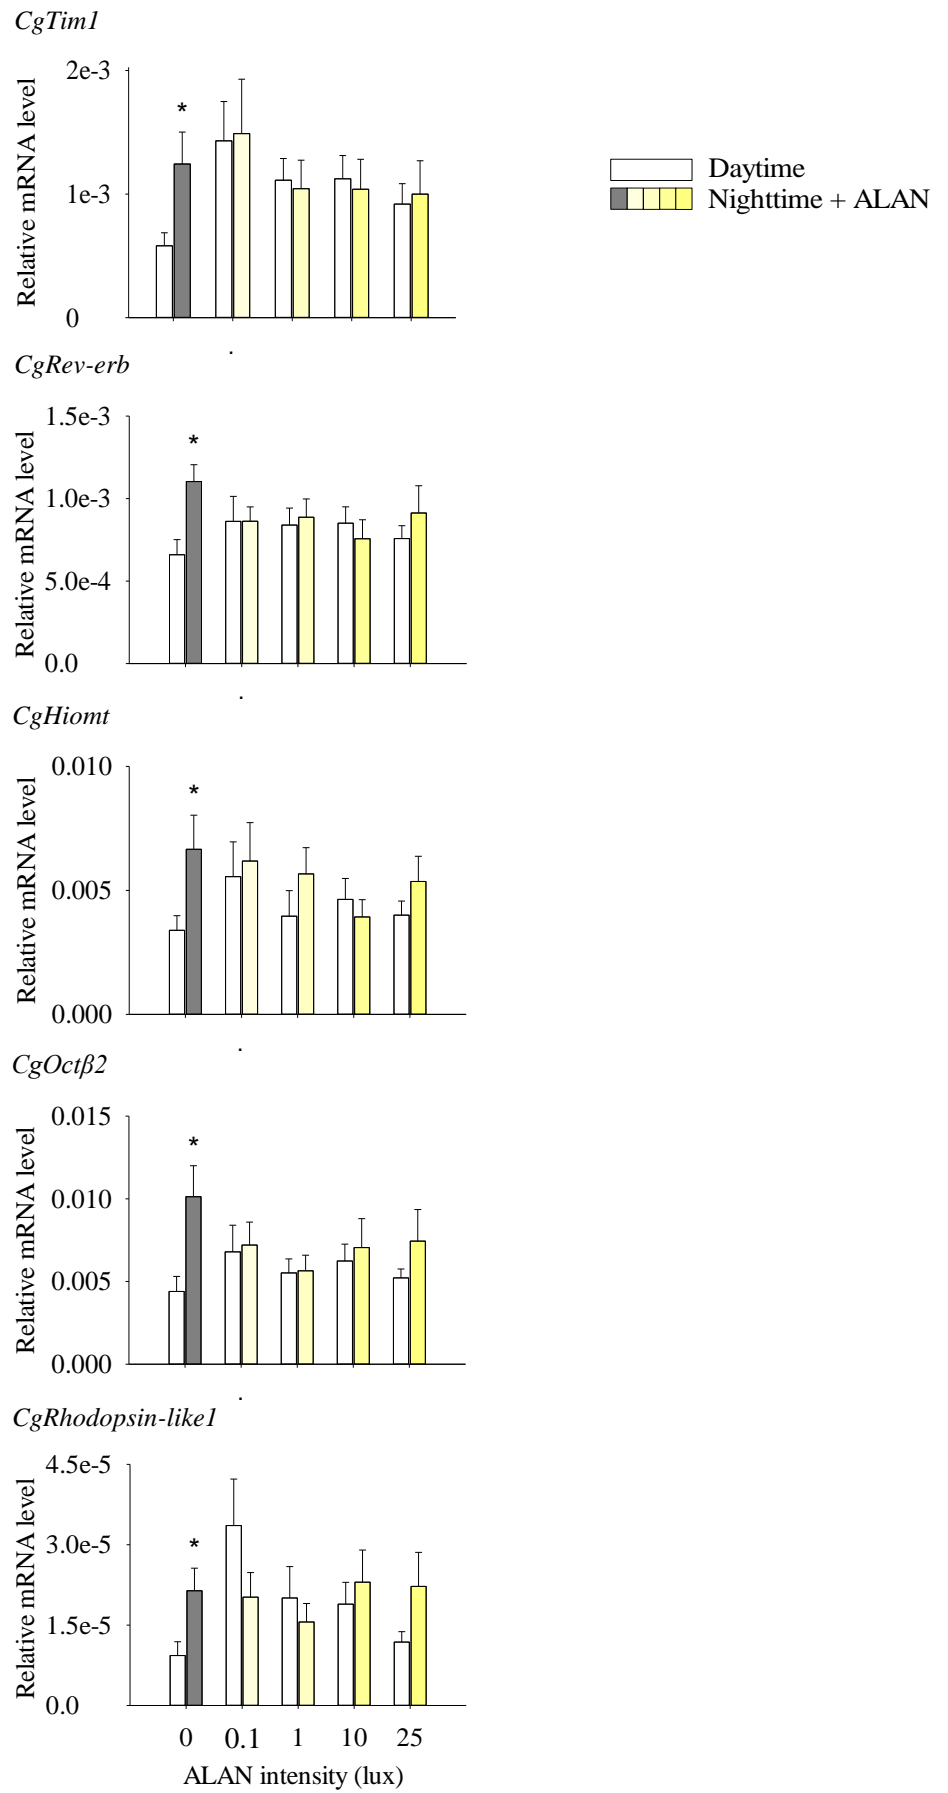 CgTim1
2e-3
1e-3
0
Relative mRNA level
*
Daytime
Nighttime + ALAN
CgRev-erb
1.5e-3
1.0e-3
5.0e-4
0.0
Relative mRNA level
*
CgHiomt
0.010
0.005
0.000
Relative mRNA level
*
CgOctβ2
0.015
0.010
0.005
0.000
Relative mRNA level
*
CgRhodopsin-like1
4.5e-5
3.0e-5
1.5e-5
0.0
Relative mRNA level
*
0 0.1 1 10 25
ALAN intensity (lux)